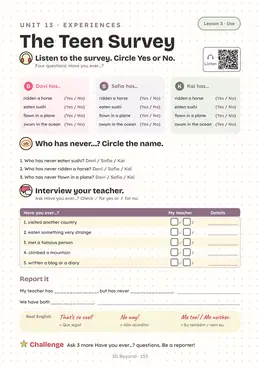 UNIT 13 · EXPERIENCES
Lesson 3 · Use
The Teen Survey
Listen to the survey. Circle Yes or No.
Four questions: Have you ever...?
Listen
D Davi has...
ridden a horse (Yes / No)
eaten sushi (Yes / No)
flown in a plane (Yes / No)
swum in the ocean (Yes / No)
S Sofia has...
ridden a horse (Yes / No)
eaten sushi (Yes / No)
flown in a plane (Yes / No)
swum in the ocean (Yes / No)
K Kai has...
ridden a horse (Yes / No)
eaten sushi (Yes / No)
flown in a plane (Yes / No)
swum in the ocean (Yes / No)
Who has never...? Circle the name.
1. Who has never eaten sushi? Davi / Sofia / Kai
2. Who has never ridden a horse? Davi / Sofia / Kai
3. Who has never flown in a plane? Davi / Sofia / Kai
Interview your teacher.
Ask Have you ever...? Check ✓ for yes or ✗ for no.
Have you ever...? My teacher Details
1. visited another country
2. eaten something very strange
3. met a famous person
4. climbed a mountain
5. written a blog or a diary
Report it
My teacher has ____________, but has never ____________.
We have both ____________.
Real English
That's so cool!
= Que legal!
No way!
= Não acredito!
Me too! / Me neither.
= Eu também / nem eu.
Challenge Ask 3 more Have you ever...? questions. Be a reporter!